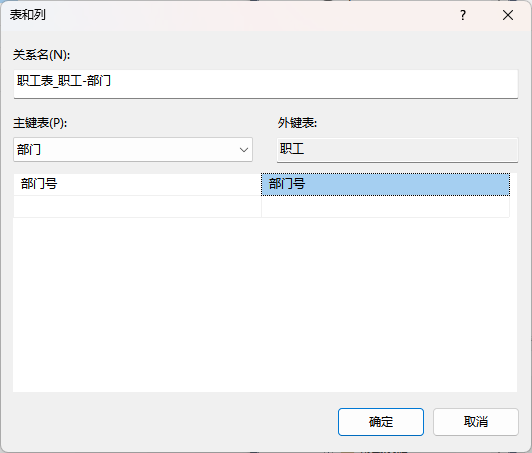 表和列
?
关系名(N):
职工表_职工-部门
主键表(P):
外键表:
部门
职工
部门号
部门号
确定
取消